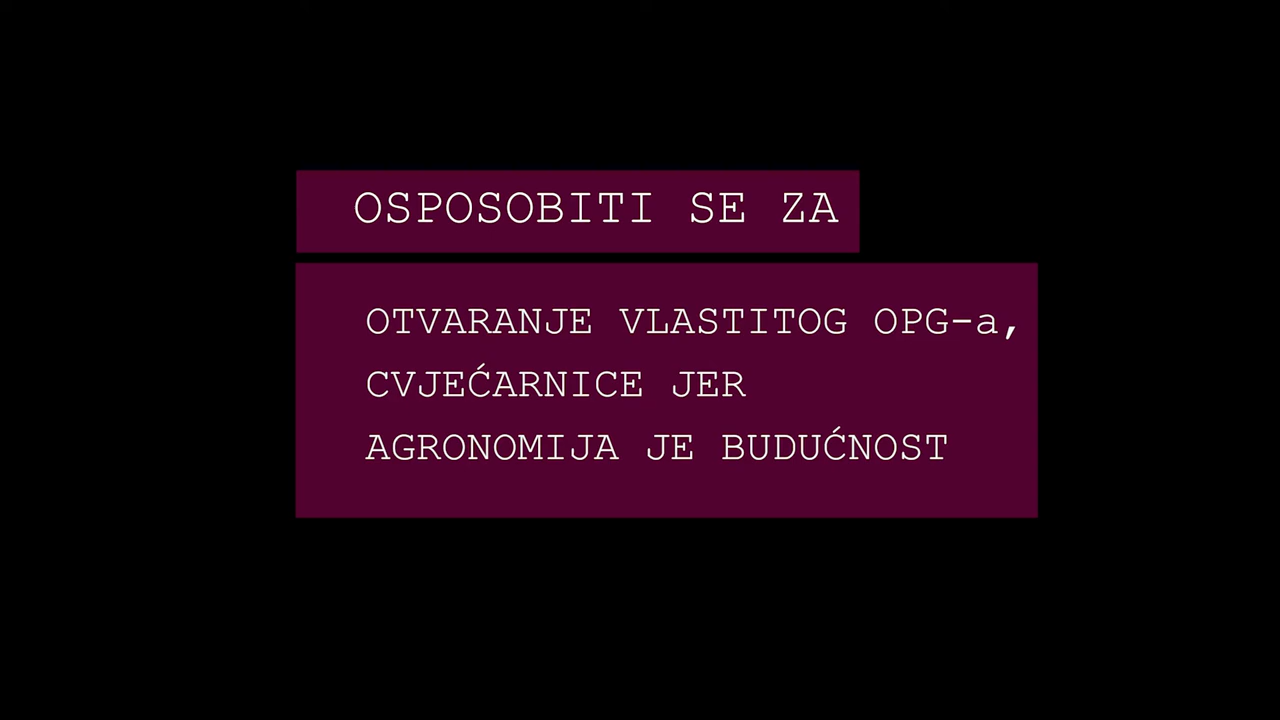 OSPOSOBITI SE ZA
OTVARANJE VLASTITOG OPG-a,
CVJEĆARNICE JER
AGRONOMIJA JE BUDUĆNOST